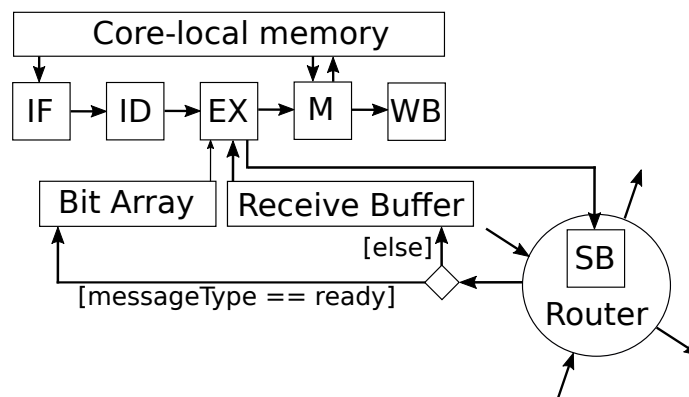 Core-local memory
IF
ID
EX
M
WB
Bit Array
Receive Buffer
[else]
SB
[messageType == ready]
Router